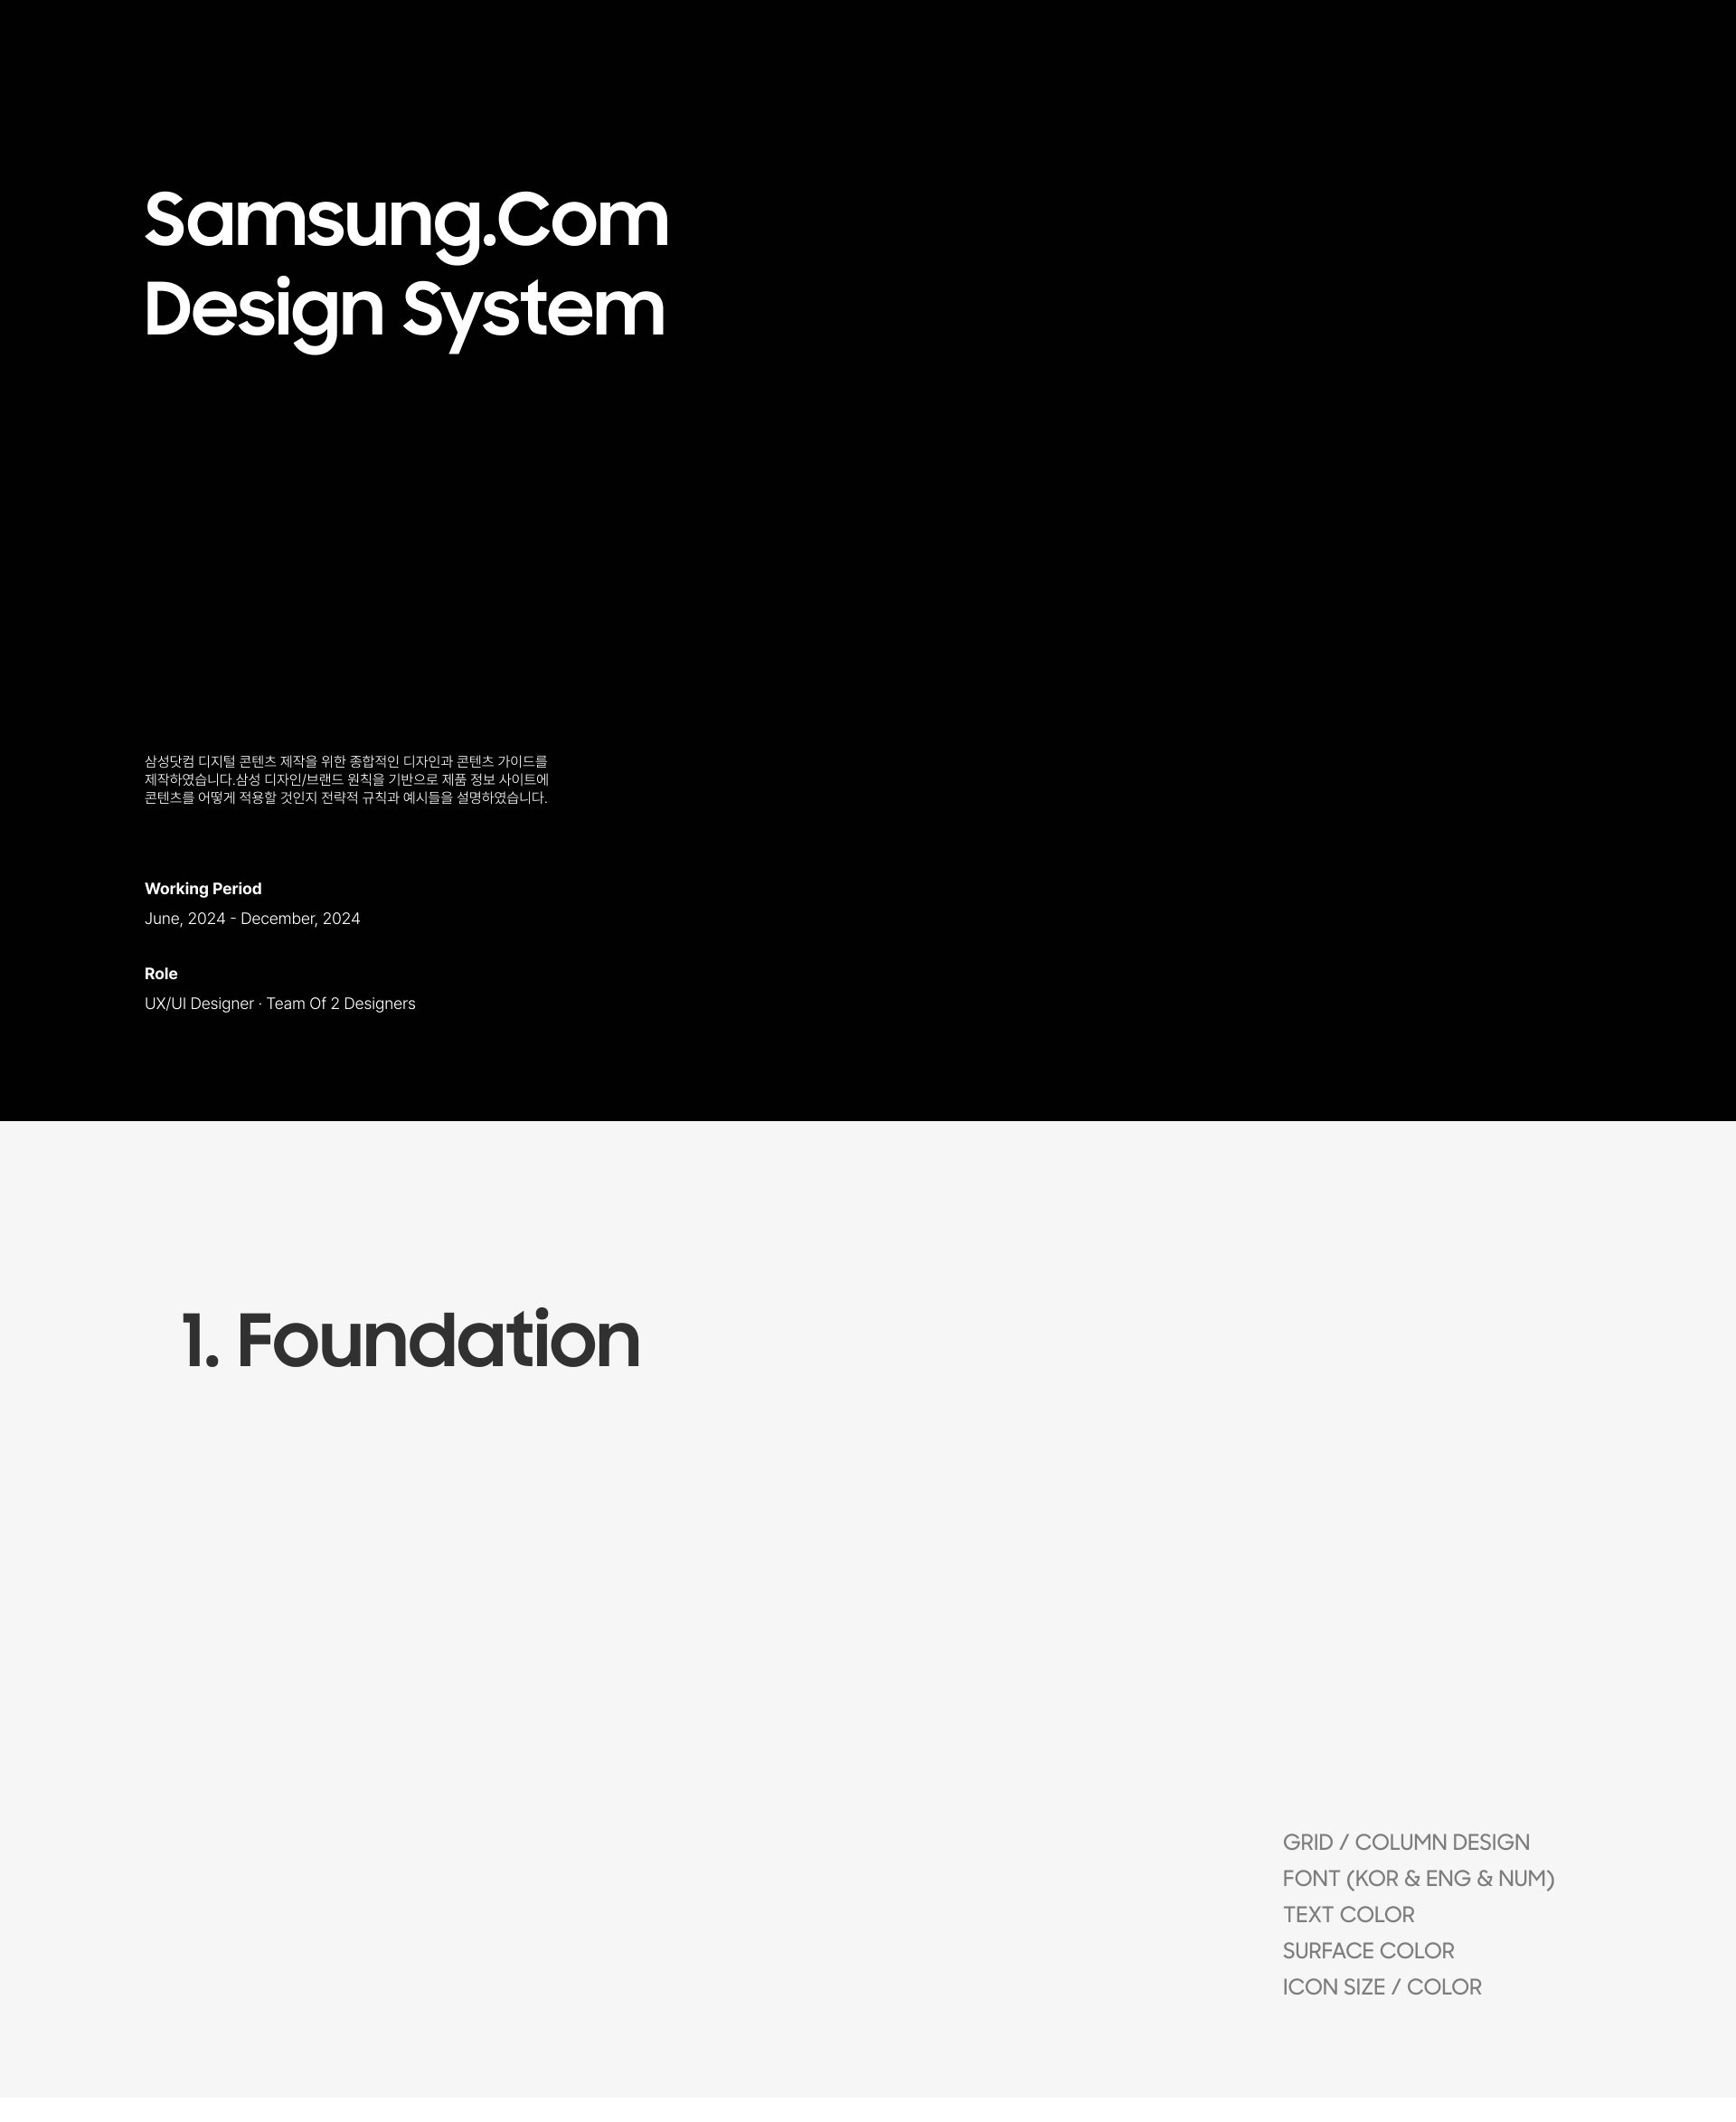 Samsung.Com
Design System
삼성닷컴 디지털 콘텐츠 제작을 위한 종합적인 디자인과 콘텐츠 가이드를
제작하였습니다.삼성 디자인/브랜드 원칙을 기반으로 제품 정보 사이트에
콘텐츠를 어떻게 적용할 것인지 전략적 규칙과 예시들을 설명하였습니다.
Working Period
June, 2024 - December, 2024
Role
UX/UI Designer · Team Of 2 Designers
1. Foundation
GRID / COLUMN DESIGN
FONT (KOR & ENG & NUM)
TEXT COLOR
SURFACE COLOR
ICON SIZE / COLOR